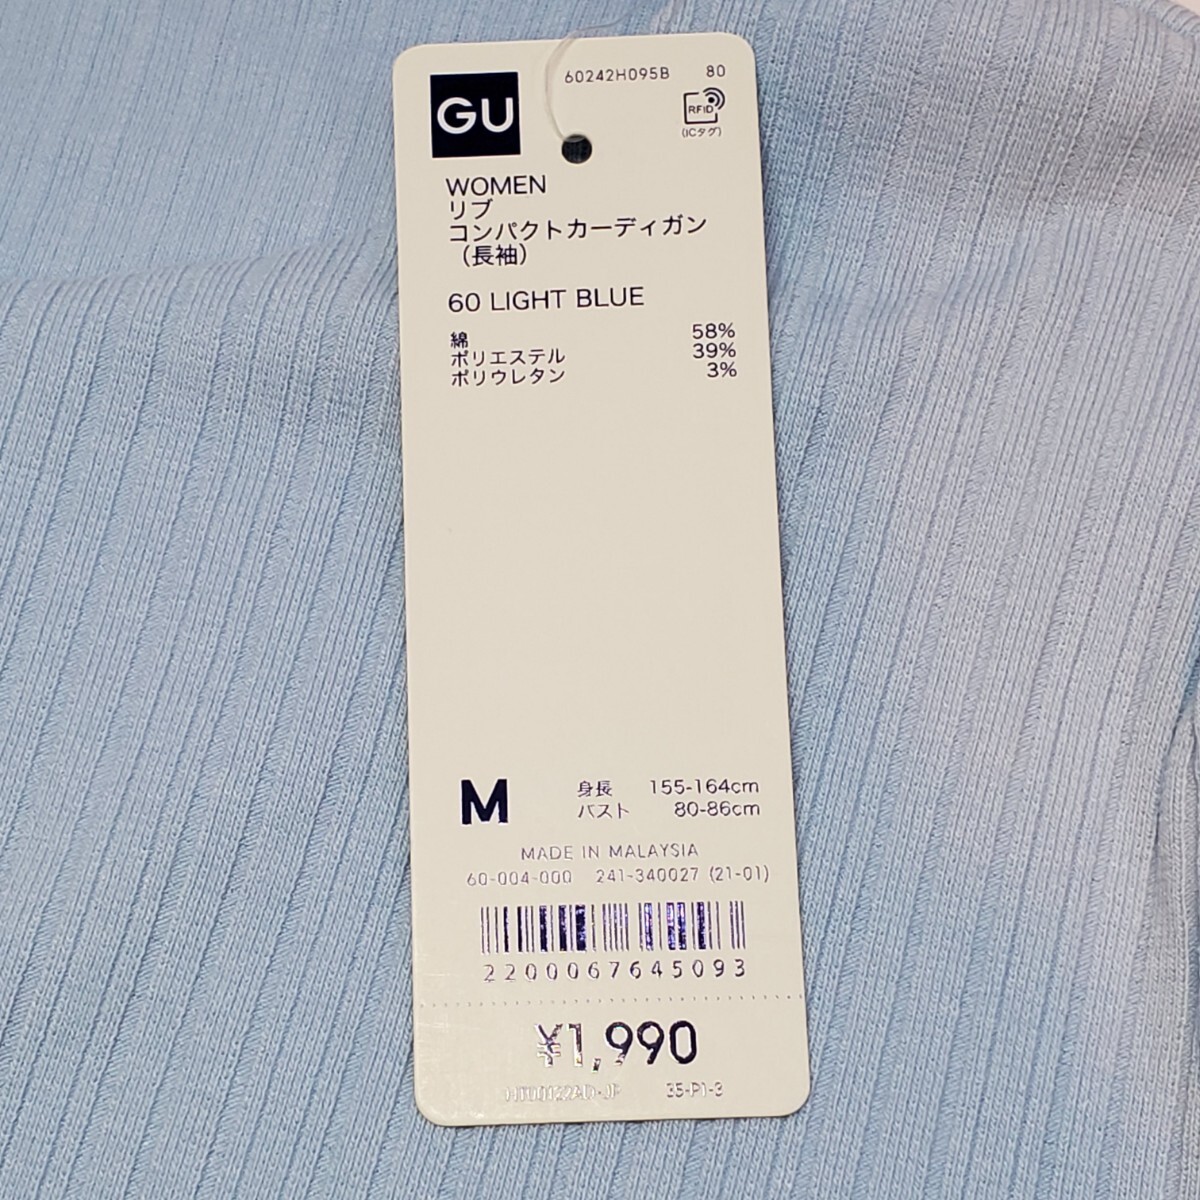 GU
60242H095B 80
RFID
(ICタグ)
WOMEN
リブ
コンパクトカーディガン
（長袖）
60 LIGHT BLUE
綿 58%
ポリエステル 39%
ポリウレタン 3%
M
身長 155-164cm
バスト 80-86cm
MADE IN MALAYSIA
60-004-000 241-340027 (21-01)
2200067645093
¥1,990
35-P1-3